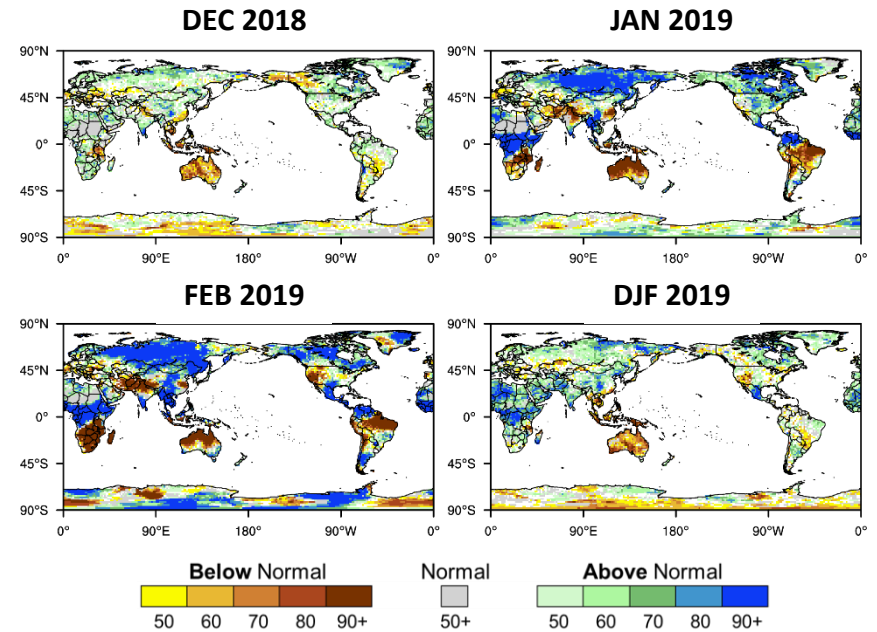 DEC 2018
JAN 2019
90°N
45°N
0°
45°S
90°S
0°
90°E
180°
90°W
0°
90°N
45°N
0°
45°S
90°S
0°
90°E
180°
90°W
0°
FEB 2019
DJF 2019
90°N
45°N
0°
45°S
90°S
0°
90°E
180°
90°W
0°
90°N
45°N
0°
45°S
90°S
0°
90°E
180°
90°W
0°
Below Normal
50 60 70 80 90+
Normal
50+
Above Normal
50 60 70 80 90+